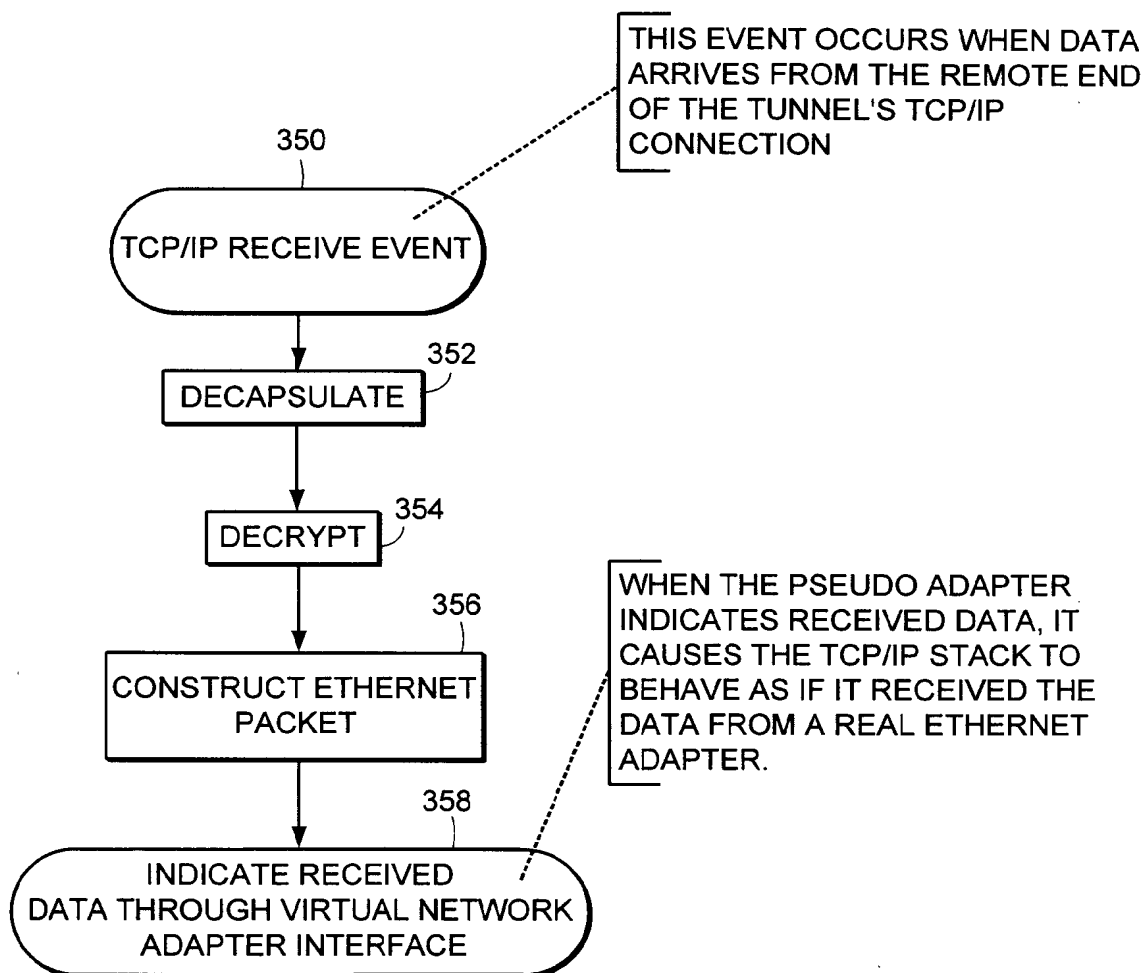 THIS EVENT OCCURS WHEN DATA
ARRIVES FROM THE REMOTE END
OF THE TUNNEL'S TCP/IP
CONNECTION
350
TCP/IP RECEIVE EVENT
352
DECAPSULATE
354
DECRYPT
356
CONSTRUCT ETHERNET
PACKET
WHEN THE PSEUDO ADAPTER
INDICATES RECEIVED DATA, IT
CAUSES THE TCP/IP STACK TO
BEHAVE AS IF IT RECEIVED THE
DATA FROM A REAL ETHERNET
ADAPTER.
358
INDICATE RECEIVED
DATA THROUGH VIRTUAL NETWORK
ADAPTER INTERFACE